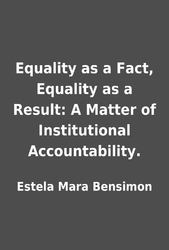 Equality as a Fact,
Equality as a
Result: A Matter of
Institutional
Accountability.
Estela Mara Bensimon